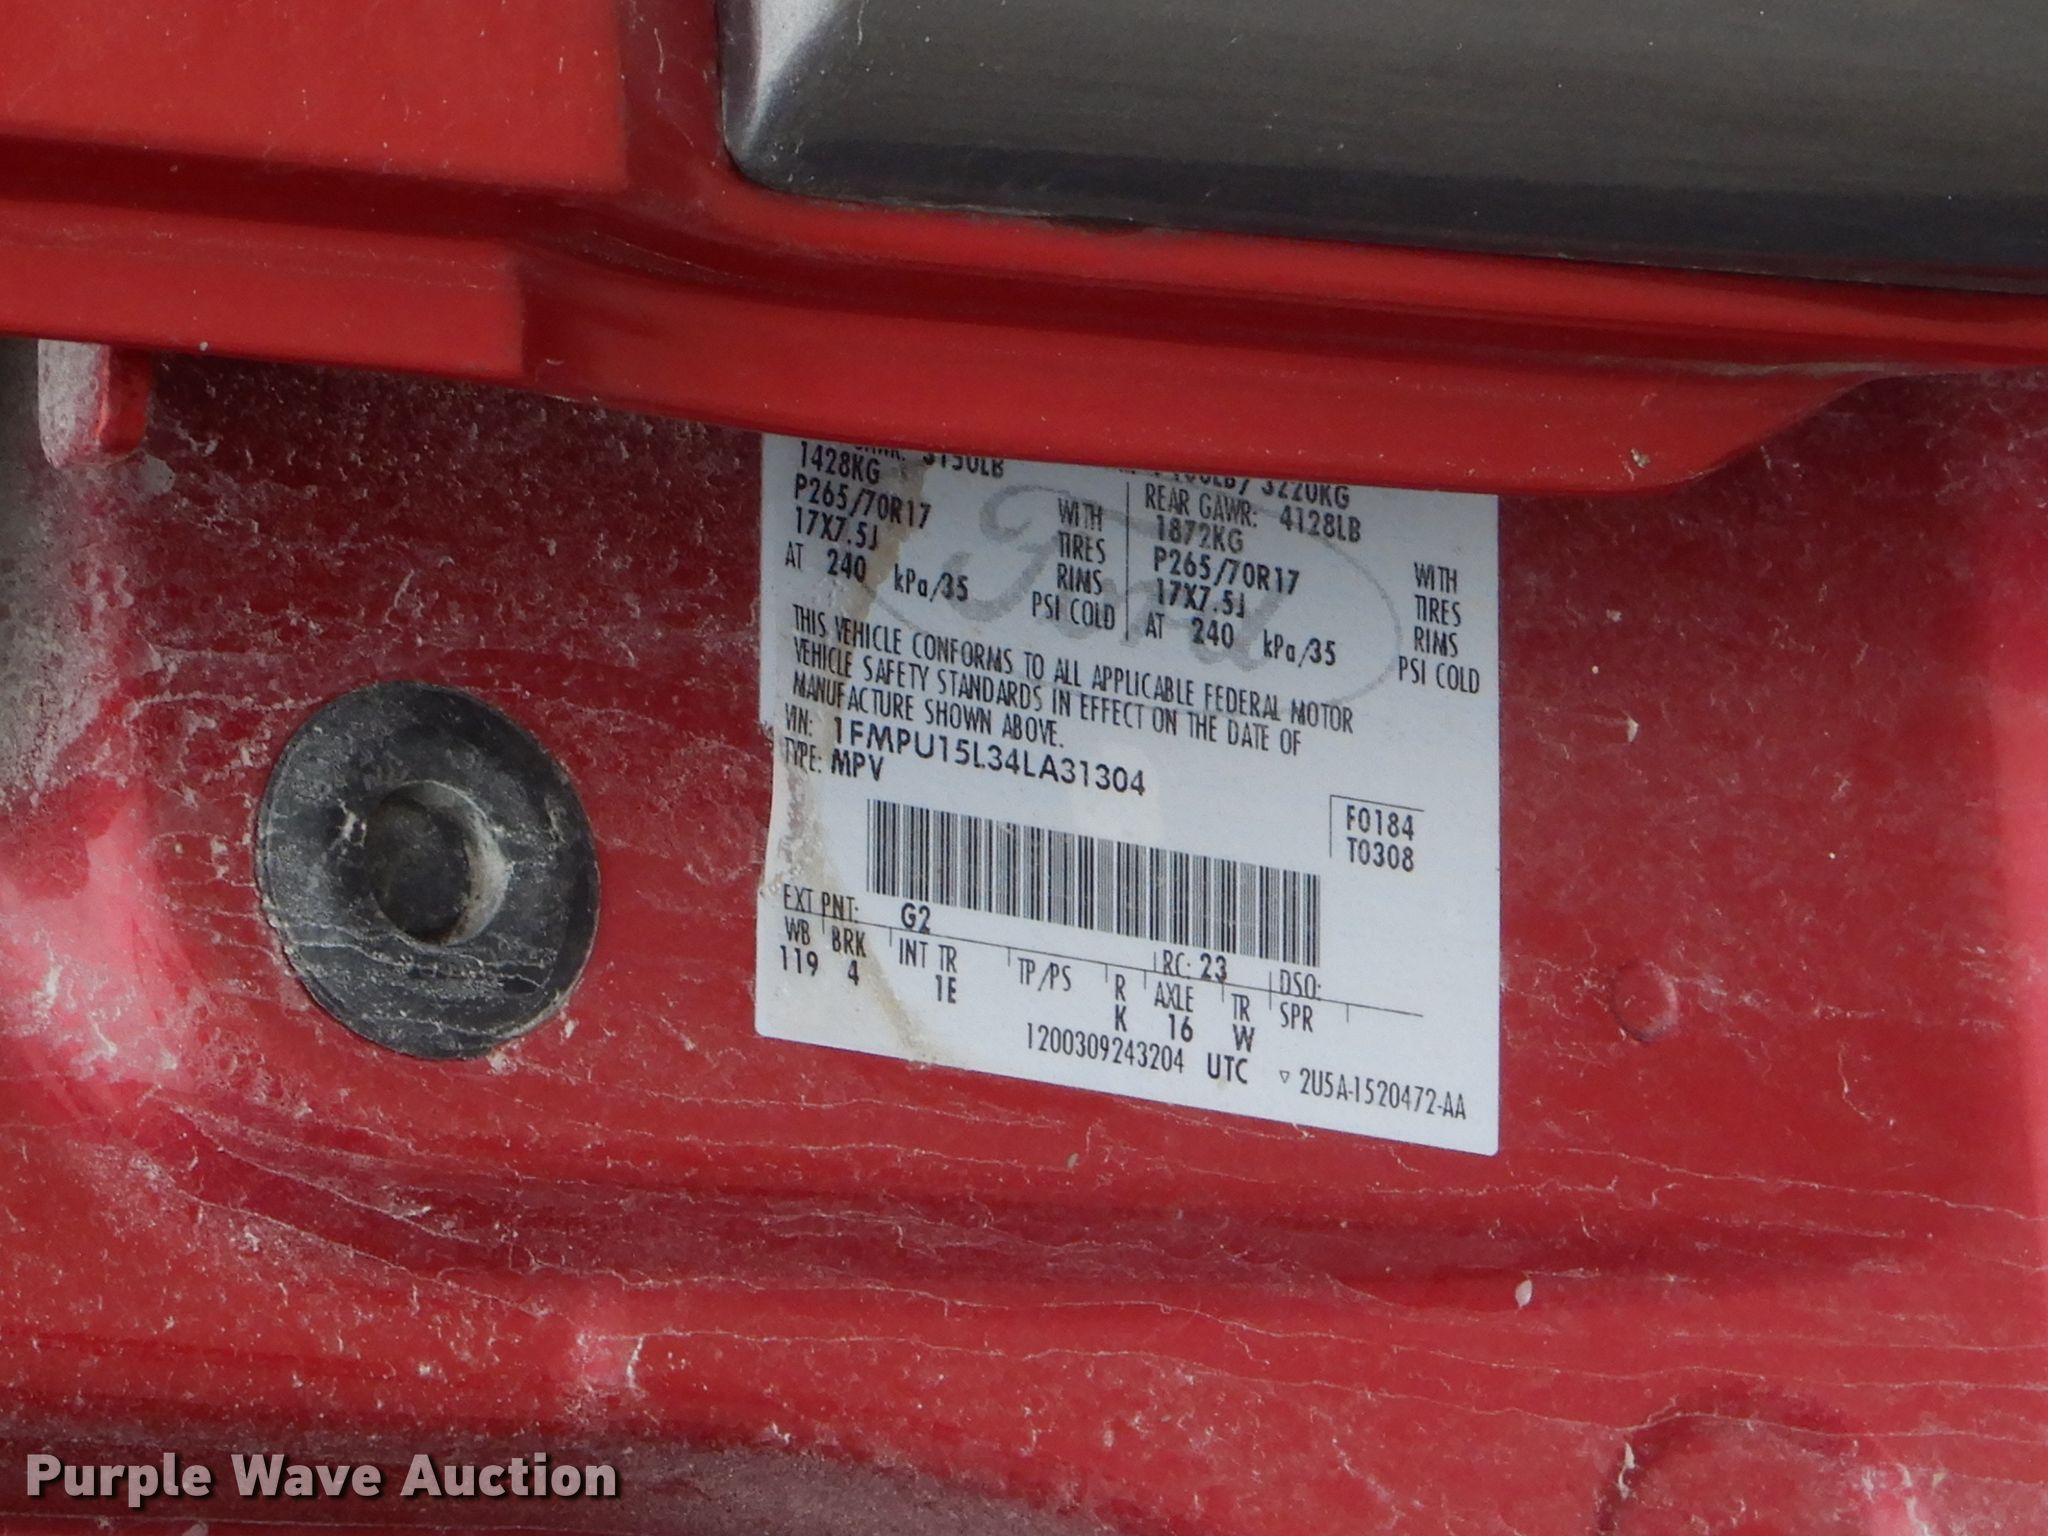 3150LB
1428KG
P265/70R17
17X7.5J
AT 240 kPa/35
WITH
TIRES
RIMS
PSI COLD
3220KG
REAR GAWR: 4128LB
1872KG
P265/70R17
17X7.5J
AT 240 kPa/35
WITH
TIRES
RIMS
PSI COLD
Ford
THIS VEHICLE CONFORMS TO ALL APPLICABLE FEDERAL MOTOR
VEHICLE SAFETY STANDARDS IN EFFECT ON THE DATE OF
MANUFACTURE SHOWN ABOVE.
VIN: 1FMPU15L34LA31304
TYPE: MPV
F0184
T0308
EXT PNT: G2 RC: 23 DSO:
WB BRK INT TR TP/PS R AXLE TR SPR
119 4 1E K 16 W
1200309243204 UTC ▿ 2U5A-1520472-AA
Purple Wave Auction